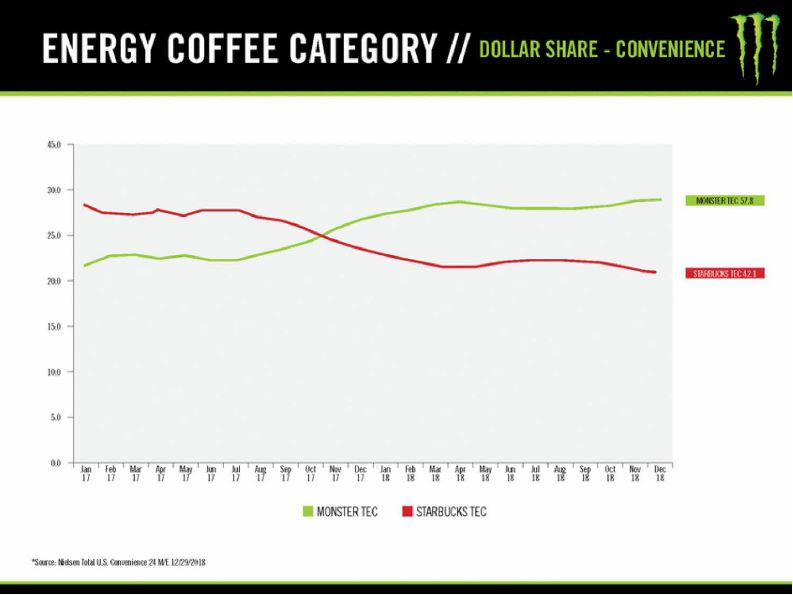 ENERGY COFFEE CATEGORY // DOLLAR SHARE - CONVENIENCE
45.0
30.0
MONSTER TEC 57.8
25.0
STARBUCKS TEC 42.1
20.0
15.0
10.0
5.0
0.0
Jan Feb Mar Apr May Jun Jul Aug Sep Oct Nov Dec Jan Feb Mar Apr May Jun Jul Aug Sep Oct Nov Dec
17 17 17 17 17 17 17 17 17 17 17 17 18 18 18 18 18 18 18 18 18 18 18 18
MONSTER TEC STARBUCKS TEC
*Source: Nielsen Total U.S. Convenience 24 M/E 12/29/2018